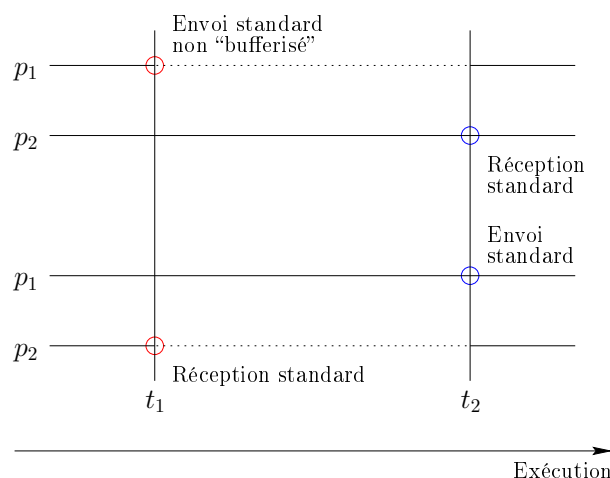 Envoi standard
non “bufferisé”
p1
p2
Réception
standard
Envoi
standard
p1
p2
Réception standard
t1
t2
Exécution